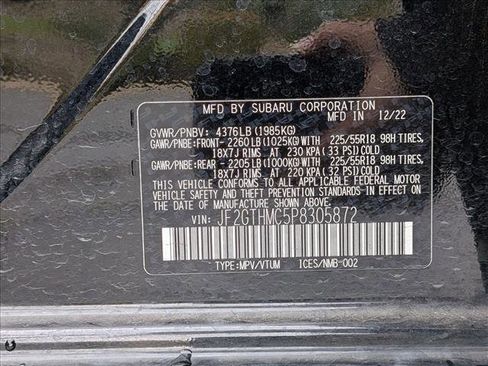 MFD BY SUBARU CORPORATION
MFD IN 12/22
GVWR/PNBV: 4376LB (1985KG)
GAWR/PNBE:FRONT- 2260LB (1025KG) WITH 225/55R18 98H TIRES,
18X7J RIMS AT 230 KPA (33 PSI) COLD
GAWR/PNBE:REAR - 2205LB (1000KG) WITH 225/55R18 98H TIRES,
18X7J RIMS AT 220 KPA (32 PSI) COLD
THIS VEHICLE CONFORMS TO ALL APPLICABLE FEDERAL MOTOR
VEHICLE SAFETY AND THEFT PREVENTION STANDARDS IN EFFECT
ON THE DATE OF MANUFACTURE SHOWN ABOVE
VIN: JF2GTHMC5P8305872
TYPE: MPV/VTUM ICES/NMB-002